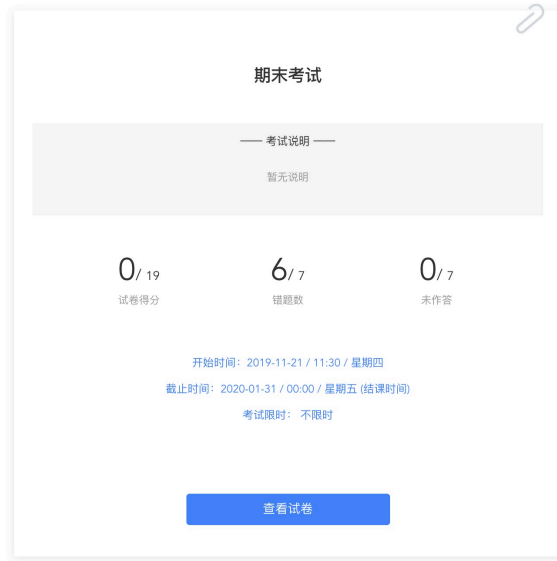 期末考试
—— 考试说明 ——
暂无说明
0/ 19 6/ 7 0/ 7
试卷得分 错题数 未作答
开始时间：2019-11-21 / 11:30 / 星期四
截止时间：2020-01-31 / 00:00 / 星期五 (结课时间)
考试限时： 不限时
查看试卷